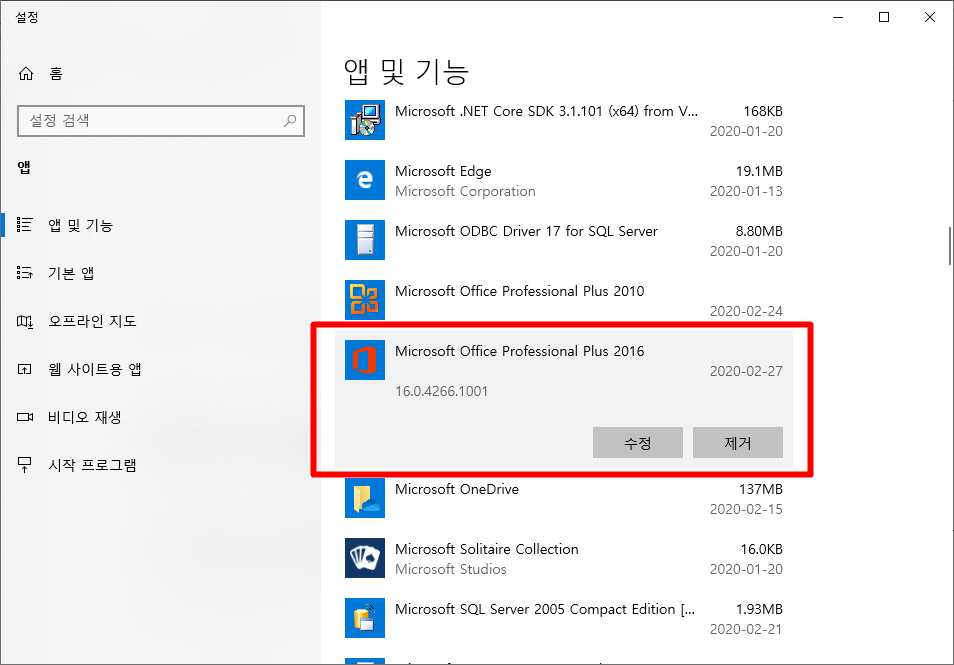 설정
홈
설정 검색
앱
앱 및 기능
기본 앱
오프라인 지도
웹 사이트용 앱
비디오 재생
시작 프로그램
앱 및 기능
Microsoft .NET Core SDK 3.1.101 (x64) from V... 168KB
2020-01-20
Microsoft Edge 19.1MB
Microsoft Corporation 2020-01-13
Microsoft ODBC Driver 17 for SQL Server 8.80MB
2020-01-20
Microsoft Office Professional Plus 2010
2020-02-24
Microsoft Office Professional Plus 2016
2020-02-27
16.0.4266.1001
수정 제거
Microsoft OneDrive 137MB
2020-02-15
Microsoft Solitaire Collection 16.0KB
Microsoft Studios 2020-01-20
Microsoft SQL Server 2005 Compact Edition [... 1.93MB
2020-02-21